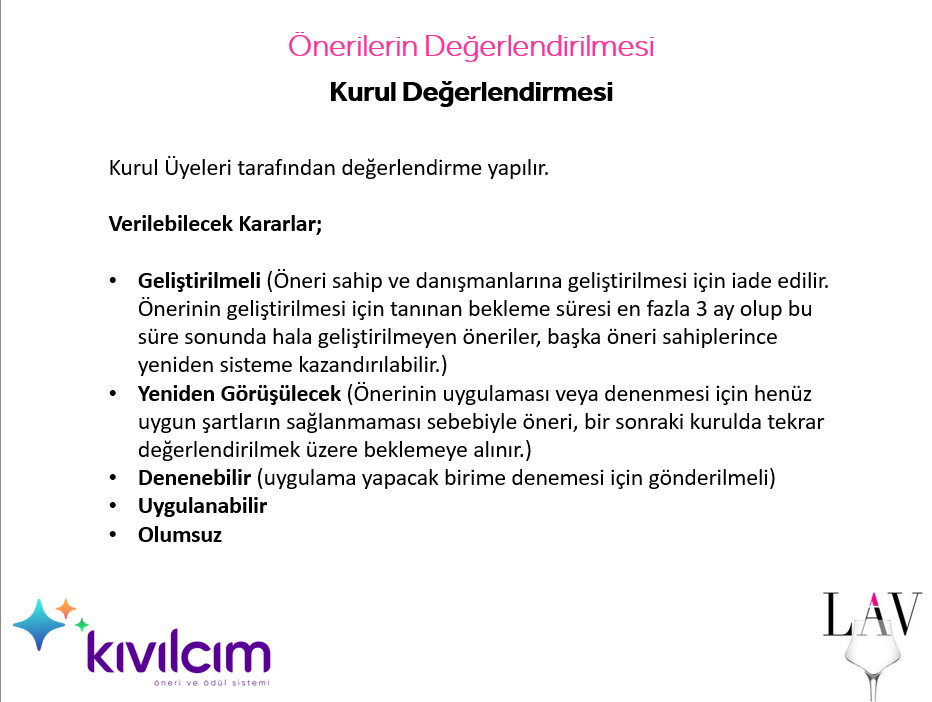 Önerilerin Değerlendirilmesi
Kurul Değerlendirmesi
Kurul Üyeleri tarafından değerlendirme yapılır.
Verilebilecek Kararlar;
• Geliştirilmeli (Öneri sahip ve danışmanlarına geliştirilmesi için iade edilir.
Önerinin geliştirilmesi için tanınan bekleme süresi en fazla 3 ay olup bu
süre sonunda hala geliştirilmeyen öneriler, başka öneri sahiplerince
yeniden sisteme kazandırılabilir.)
• Yeniden Görüşülecek (Önerinin uygulaması veya denenmesi için henüz
uygun şartların sağlanmaması sebebiyle öneri, bir sonraki kurulda tekrar
değerlendirilmek üzere beklemeye alınır.)
• Denenebilir (uygulama yapacak birime denemesi için gönderilmeli)
• Uygulanabilir
• Olumsuz
kıvılcım
öneri ve ödül sistemi
LAV